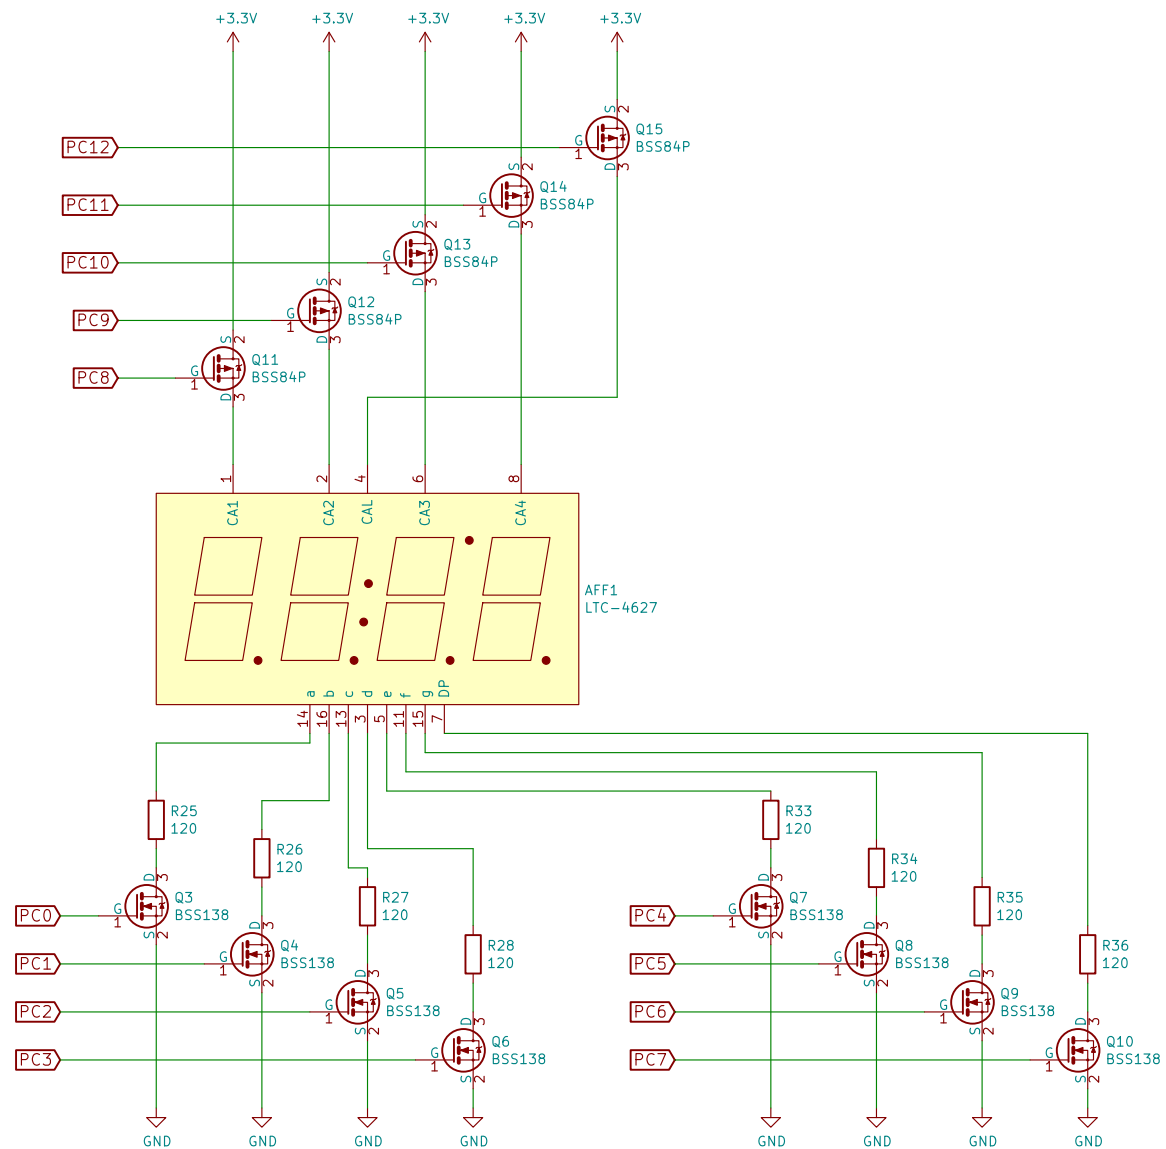 +3.3V +3.3V +3.3V +3.3V +3.3V
S 2
Q15
PC12 G 1 BSS84P
D 3
S 2
Q14
PC11 G 1 BSS84P
D 3
S 2
Q13
PC10 G 1 BSS84P
D 3
S 2
Q12
PC9 G 1 BSS84P
D 3
S 2
Q11
PC8 G 1 BSS84P
D 3
1 2 4 6 8
CA1 CA2 CAL CA3 CA4
AFF1
LTC-4627
a b c d e f g DP
14 16 13 3 5 11 15 7
R25
120
R33
120
R26
120
R34
120
D 3
Q3
PC0 G 1 BSS138
S 2
D 3
Q7
PC4 G 1 BSS138
S 2
R27
120
R35
120
D 3
Q4
PC1 G 1 BSS138
S 2
D 3
Q8
PC5 G 1 BSS138
S 2
R28
120
R36
120
D 3
Q5
PC2 G 1 BSS138
S 2
D 3
Q9
PC6 G 1 BSS138
S 2
D 3
Q6
PC3 G 1 BSS138
S 2
D 3
Q10
PC7 G 1 BSS138
S 2
GND GND GND GND GND GND GND GND